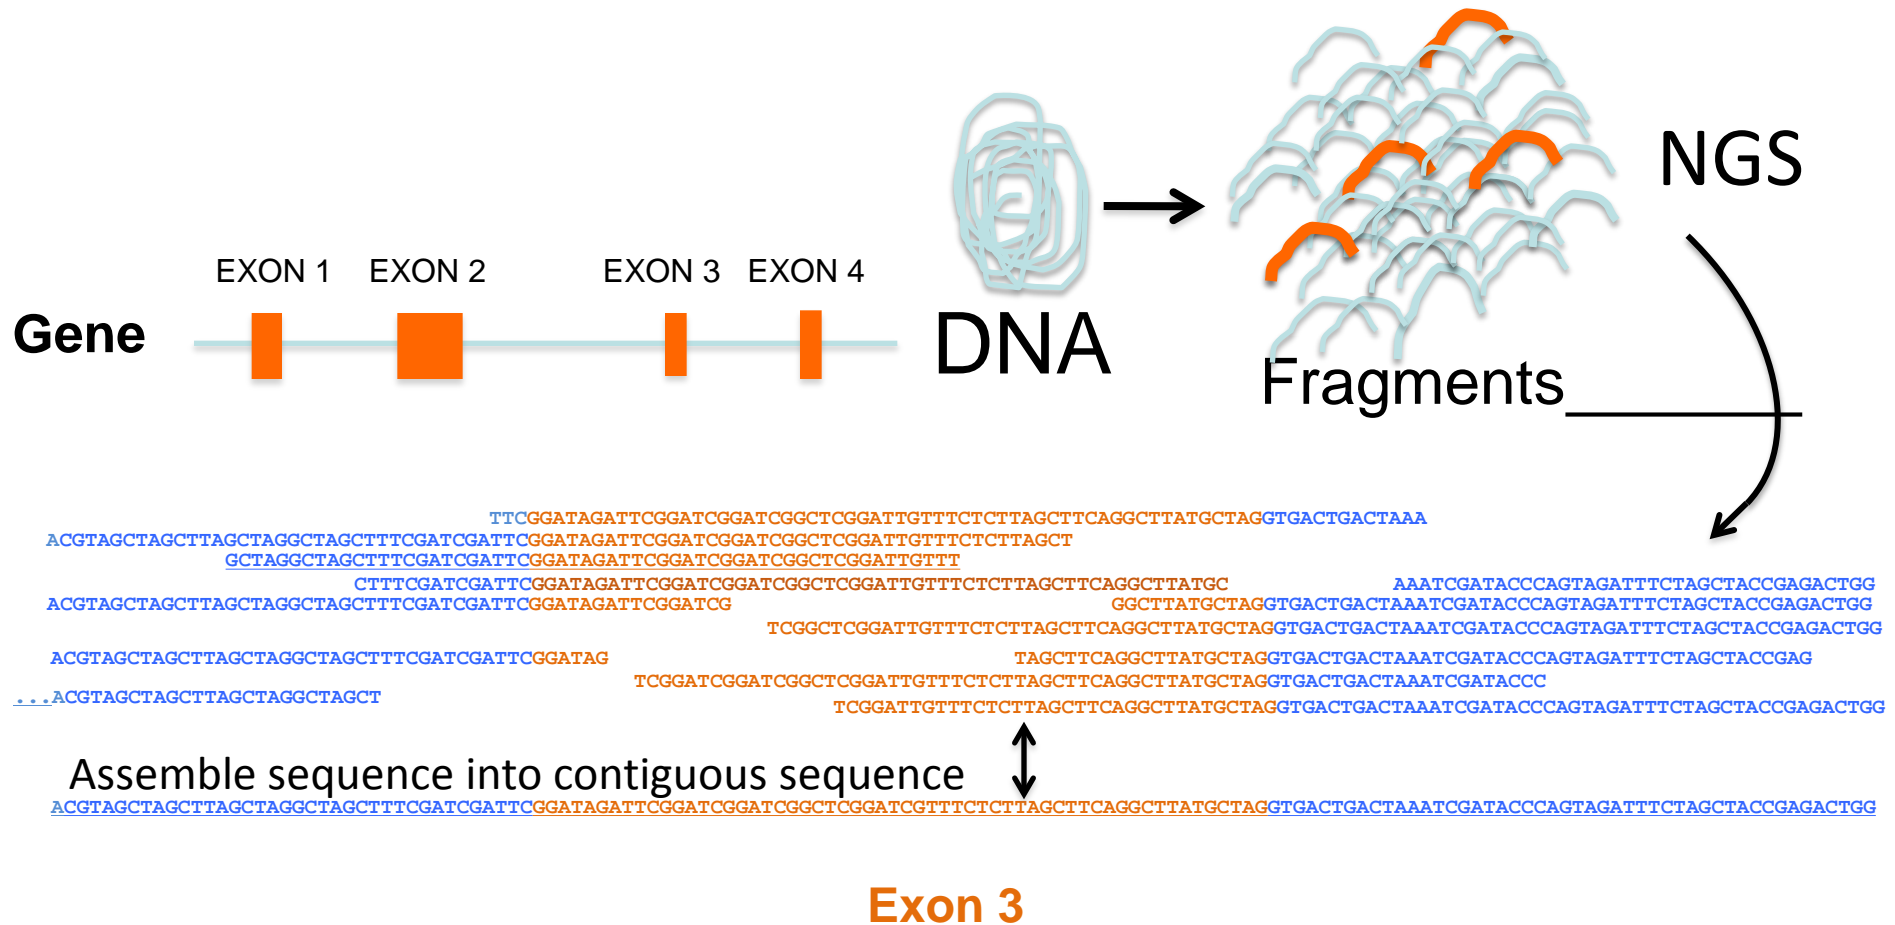 NGS
EXON 1 EXON 2 EXON 3 EXON 4
Gene
DNA
Fragments
TTCGGATAGATTCGGATCGGATCGGCTCGGATTGTTTCTCTTAGCTTCAGGCTTATGCTAGGTGACTGACTAAA
ACGTAGCTAGCTTAGCTAGGCTAGCTTTCGATCGATTCGGATAGATTCGGATCGGATCGGCTCGGATTGTTTCTCTTAGCT
GCTAGGCTAGCTTTCGATCGATTCGGATAGATTCGGATCGGATCGGCTCGGATTGTTT
CTTTCGATCGATTCGGATAGATTCGGATCGGATCGGCTCGGATTGTTTCTCTTAGCTTCAGGCTTATGC AAATCGATACCCAGTAGATTTCTAGCTACCGAGACTGG
ACGTAGCTAGCTTAGCTAGGCTAGCTTTCGATCGATTCGGATAGATTCGGATCG GGCTTATGCTAGGTGACTGACTAAATCGATACCCAGTAGATTTCTAGCTACCGAGACTGG
TCGGCTCGGATTGTTTCTCTTAGCTTCAGGCTTATGCTAGGTGACTGACTAAATCGATACCCAGTAGATTTCTAGCTACCGAGACTGG
ACGTAGCTAGCTTAGCTAGGCTAGCTTTCGATCGATTCGGATAG TAGCTTCAGGCTTATGCTAGGTGACTGACTAAATCGATACCCAGTAGATTTCTAGCTACCGAG
TCGGATCGGATCGGCTCGGATTGTTTCTCTTAGCTTCAGGCTTATGCTAGGTGACTGACTAAATCGATACCC
...ACGTAGCTAGCTTAGCTAGGCTAGCT
TCGGATTGTTTCTCTTAGCTTCAGGCTTATGCTAGGTGACTGACTAAATCGATACCCAGTAGATTTCTAGCTACCGAGACTGG
Assemble sequence into contiguous sequence
ACGTAGCTAGCTTAGCTAGGCTAGCTTTCGATCGATTCGGATAGATTCGGATCGGATCGGCTCGGATCGTTTCTCTTAGCTTCAGGCTTATGCTAGGTGACTGACTAAATCGATACCCAGTAGATTTCTAGCTACCGAGACTGG
Exon 3